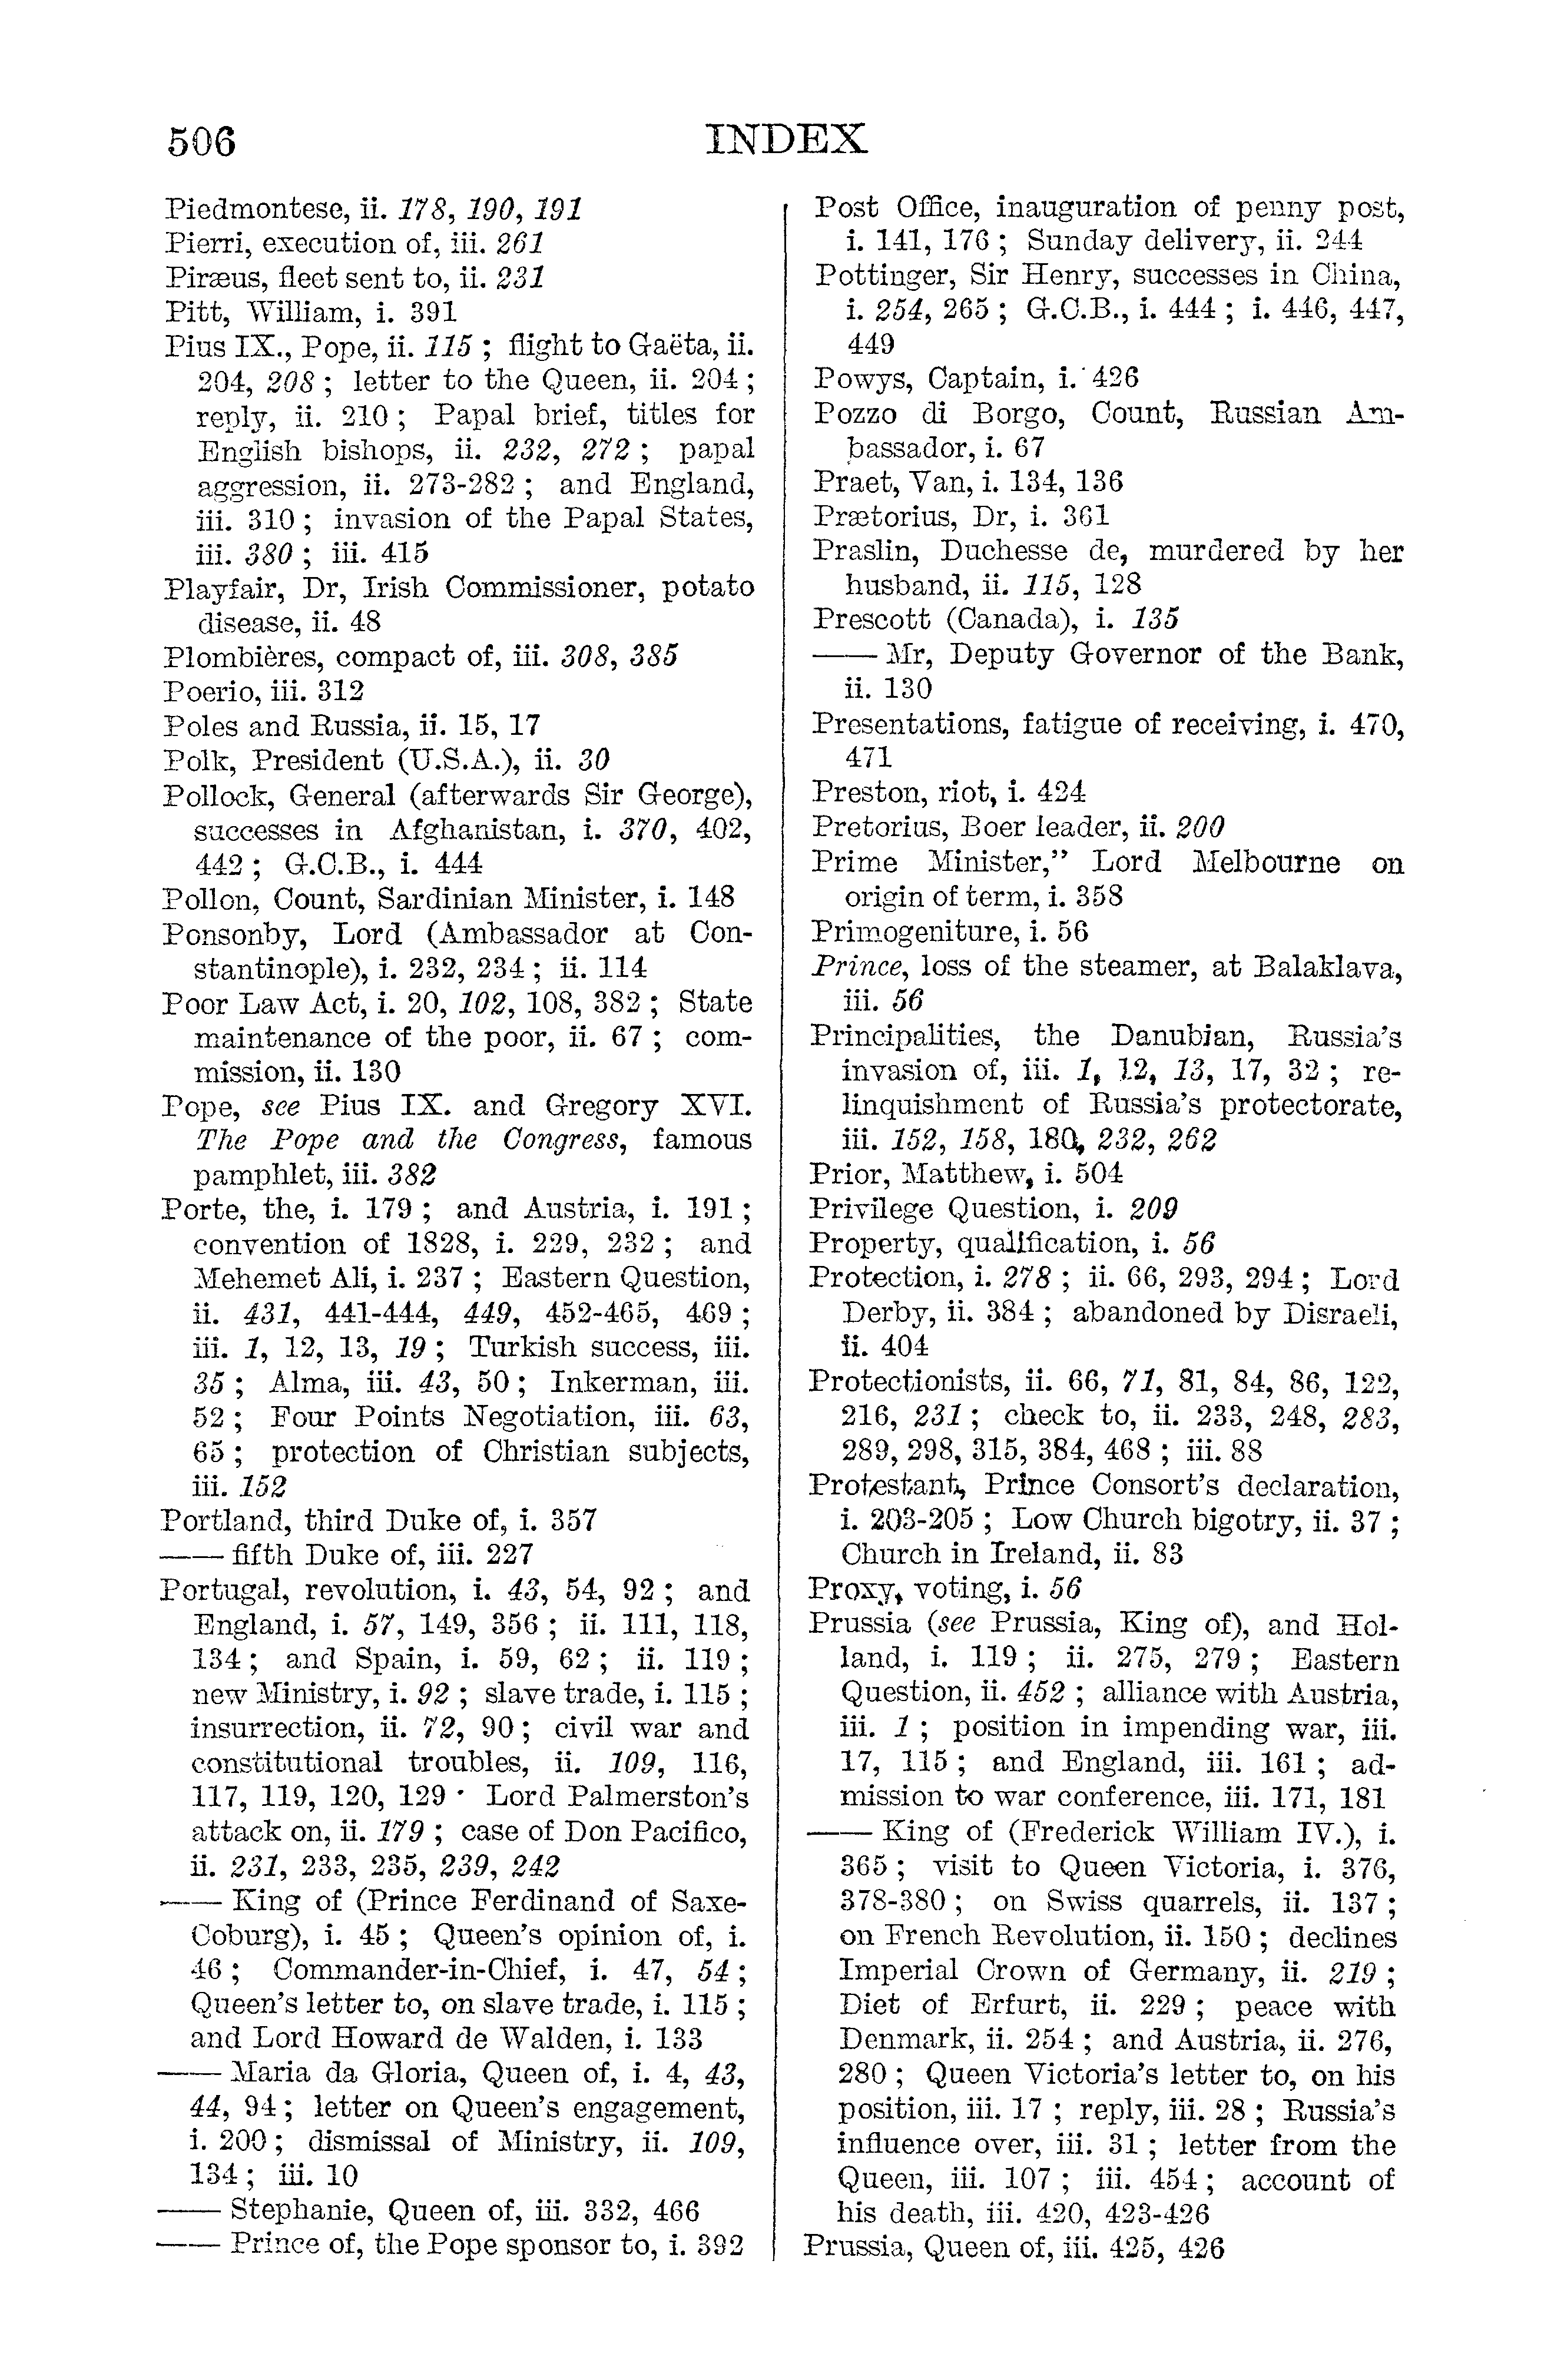 506 INDEX
Piedmontese, ii. 178, 190, 191
Pierri, execution of, iii. 261
Piræus, fleet sent to, ii. 231
Pitt, William, i. 391
Pius IX., Pope, ii. 115 ; flight to Gaëta, ii.
204, 208 ; letter to the Queen, ii. 204 ;
reply, ii. 210 ; Papal brief, titles for
English bishops, ii. 232, 272 ; papal
aggression, ii. 273-282 ; and England,
iii. 310 ; invasion of the Papal States,
iii. 380 ; iii. 415
Playfair, Dr, Irish Commissioner, potato
disease, ii. 48
Plombières, compact of, iii. 308, 385
Poerio, iii. 312
Poles and Russia, ii. 15, 17
Polk, President (U.S.A.), ii. 30
Pollock, General (afterwards Sir George),
successes in Afghanistan, i. 370, 402,
442 ; G.C.B., i. 444
Pollon, Count, Sardinian Minister, i. 148
Ponsonby, Lord (Ambassador at Con-
stantinople), i. 232, 234 ; ii. 114
Poor Law Act, i. 20, 102, 108, 382 ; State
maintenance of the poor, ii. 67 ; com-
mission, ii. 130
Pope, see Pius IX. and Gregory XVI.
The Pope and the Congress, famous
pamphlet, iii. 382
Porte, the, i. 179 ; and Austria, i. 191 ;
convention of 1828, i. 229, 232 ; and
Mehemet Ali, i. 237 ; Eastern Question,
ii. 431, 441-444, 449, 452-465, 469 ;
iii. 1, 12, 13, 19 ; Turkish success, iii.
35 ; Alma, iii. 43, 50 ; Inkerman, iii.
52 ; Four Points Negotiation, iii. 63,
65 ; protection of Christian subjects,
iii. 152
Portland, third Duke of, i. 357
—— fifth Duke of, iii. 227
Portugal, revolution, i. 43, 54, 92 ; and
England, i. 57, 149, 356 ; ii. 111, 118,
134 ; and Spain, i. 59, 62 ; ii. 119 ;
new Ministry, i. 92 ; slave trade, i. 115 ;
insurrection, ii. 72, 90 ; civil war and
constitutional troubles, ii. 109, 116,
117, 119, 120, 129 · Lord Palmerston's
attack on, ii. 179 ; case of Don Pacifico,
ii. 231, 233, 235, 239, 242
—— King of (Prince Ferdinand of Saxe-
Coburg), i. 45 ; Queen's opinion of, i.
46 ; Commander-in-Chief, i. 47, 54 ;
Queen's letter to, on slave trade, i. 115 ;
and Lord Howard de Walden, i. 133
—— Maria da Gloria, Queen of, i. 4, 43,
44, 94 ; letter on Queen's engagement,
i. 200 ; dismissal of Ministry, ii. 109,
134 ; iii. 10
—— Stephanie, Queen of, iii. 332, 466
—— Prince of, the Pope sponsor to, i. 392
Post Office, inauguration of penny post,
i. 141, 176 ; Sunday delivery, ii. 244
Pottinger, Sir Henry, successes in China,
i. 254, 265 ; G.C.B., i. 444 ; i. 446, 447,
449
Powys, Captain, i. 426
Pozzo di Borgo, Count, Russian Am-
bassador, i. 67
Praet, Van, i. 134, 136
Prætorius, Dr, i. 361
Praslin, Duchesse de, murdered by her
husband, ii. 115, 128
Prescott (Canada), i. 135
—— Mr, Deputy Governor of the Bank,
ii. 130
Presentations, fatigue of receiving, i. 470,
471
Preston, riot, i. 424
Pretorius, Boer leader, ii. 200
Prime Minister,” Lord Melbourne on
origin of term, i. 358
Primogeniture, i. 56
Prince, loss of the steamer, at Balaklava,
iii. 56
Principalities, the Danubian, Russia's
invasion of, iii. 1, 12, 13, 17, 32 ; re-
linquishment of Russia's protectorate,
iii. 152, 158, 180, 232, 262
Prior, Matthew, i. 504
Privilege Question, i. 209
Property, qualification, i. 56
Protection, i. 278 ; ii. 66, 293, 294 ; Lord
Derby, ii. 384 ; abandoned by Disraeli,
ii. 404
Protectionists, ii. 66, 71, 81, 84, 86, 122,
216, 231 ; check to, ii. 233, 248, 283,
289, 298, 315, 384, 468 ; iii. 88
Protestant, Prince Consort's declaration,
i. 203-205 ; Low Church bigotry, ii. 37 ;
Church in Ireland, ii. 83
Proxy, voting, i. 56
Prussia (see Prussia, King of), and Hol-
land, i. 119 ; ii. 275, 279 ; Eastern
Question, ii. 452 ; alliance with Austria,
iii. 1 ; position in impending war, iii.
17, 115 ; and England, iii. 161 ; ad-
mission to war conference, iii. 171, 181
—— King of (Frederick William IV.), i.
365 ; visit to Queen Victoria, i. 376,
378-380 ; on Swiss quarrels, ii. 137 ;
on French Revolution, ii. 150 ; declines
Imperial Crown of Germany, ii. 219 ;
Diet of Erfurt, ii. 229 ; peace with
Denmark, ii. 254 ; and Austria, ii. 276,
280 ; Queen Victoria's letter to, on his
position, iii. 17 ; reply, iii. 28 ; Russia's
influence over, iii. 31 ; letter from the
Queen, iii. 107 ; iii. 454 ; account of
his death, iii. 420, 423-426
Prussia, Queen of, iii. 425, 426